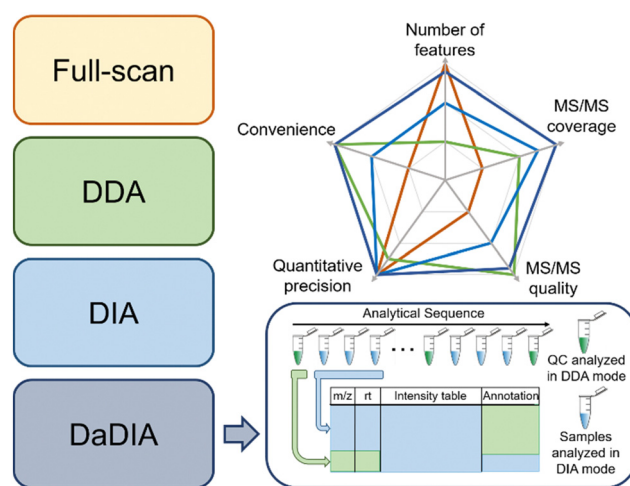 Full-scan
DDA
DIA
DaDIA
Number of
features
MS/MS
coverage
Convenience
Quantitative
precision
MS/MS
quality
Analytical Sequence
QC analyzed
in DDA mode
m/z rt Intensity table Annotation
Samples
analyzed in
DIA mode